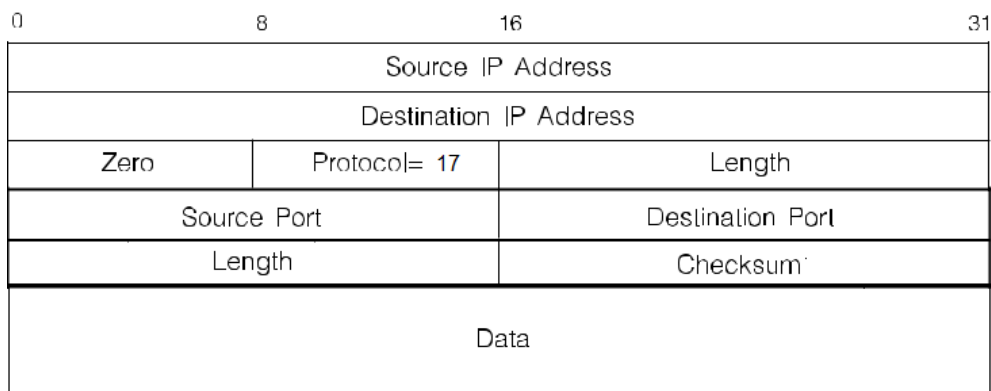 0 8 16 31
Source IP Address
Destination IP Address
Zero Protocol= 17 Length
Source Port Destination Port
Length Checksum
Data